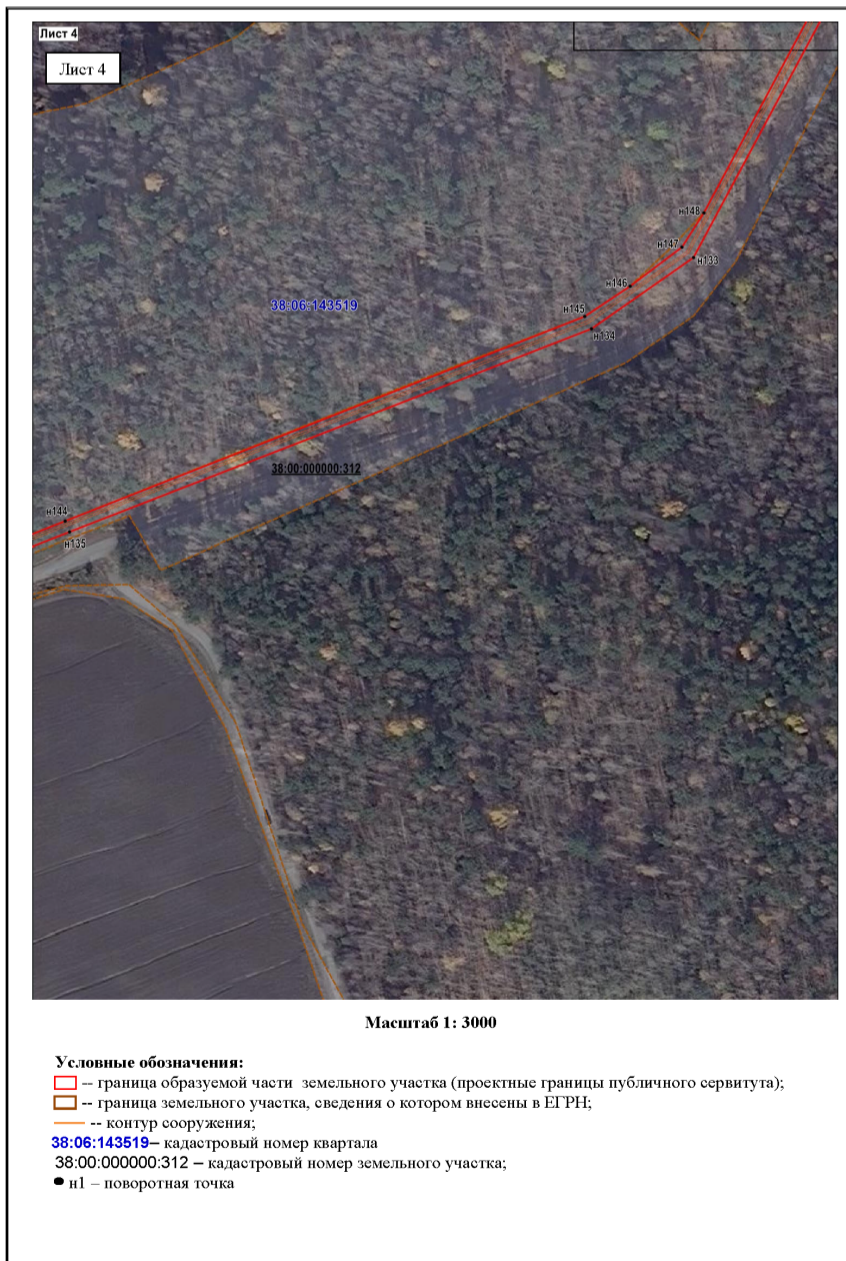 Лист 4
Лист 4
н148
н147
н133
н146
38:06:143519
н145
н134
38:00:000000:312
н144
н135
Масштаб 1: 3000
Условные обозначения:
-- граница образуемой части земельного участка (проектные границы публичного сервитута);
-- граница земельного участка, сведения о котором внесены в ЕГРН;
-- контур сооружения;
38:06:143519– кадастровый номер квартала
38:00:000000:312 – кадастровый номер земельного участка;
н1 – поворотная точка